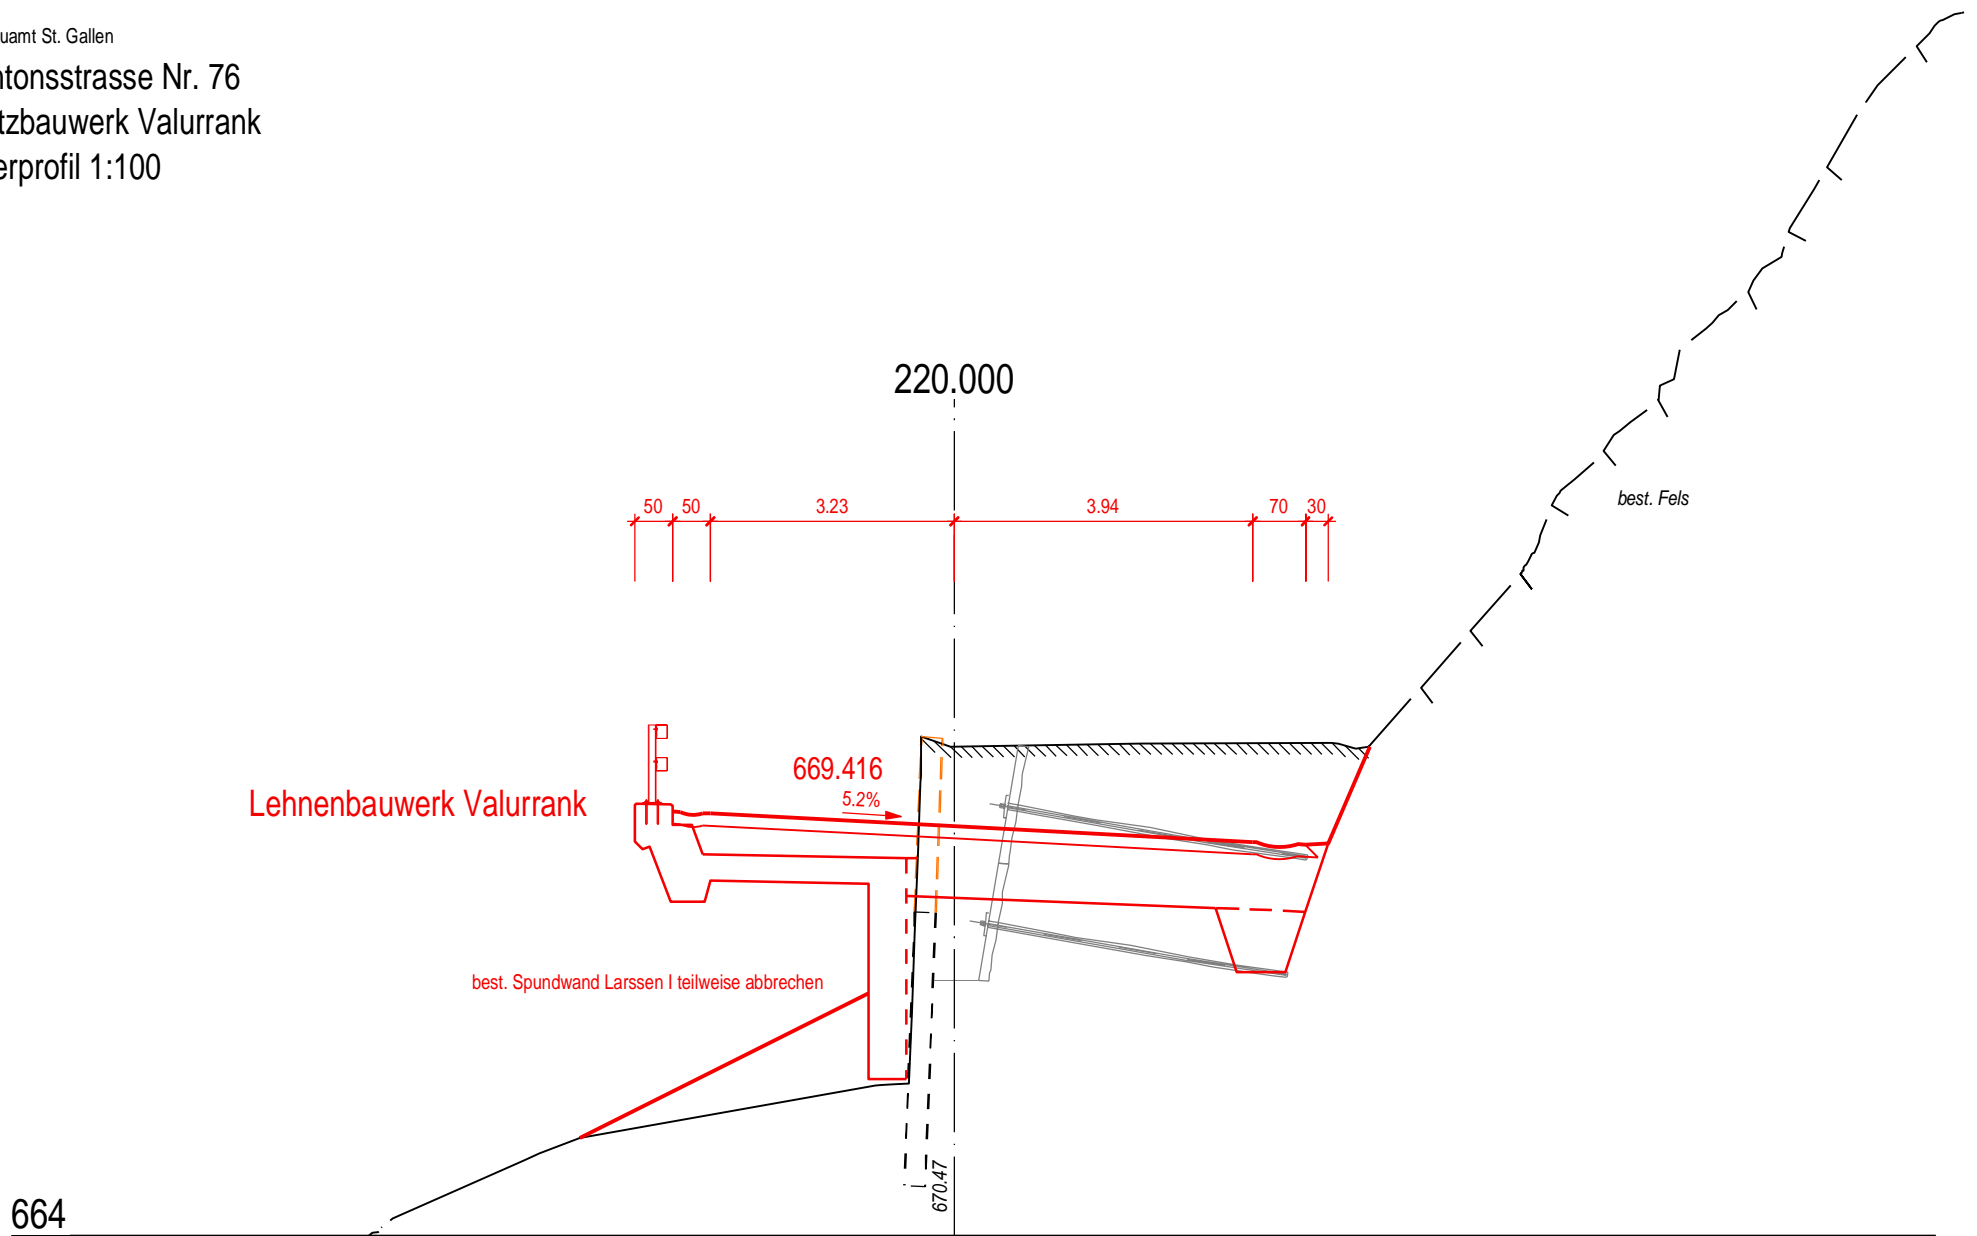 uamt St. Gallen
ntonsstrasse Nr. 76
tzbauwerk Valurrank
erprofil 1:100
220.000
50 50 3.23 3.94 70 30
best. Fels
669.416
5.2%
Lehnenbauwerk Valurrank
best. Spundwand Larssen I teilweise abbrechen
670.47
664